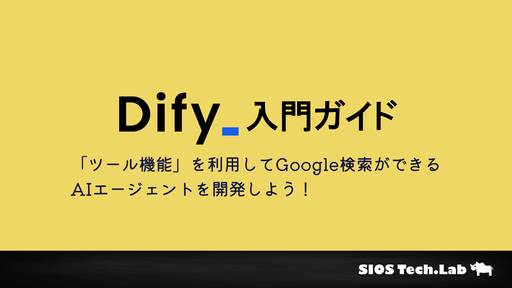 Dify_入門ガイド
「ツール機能」を利用してGoogle検索ができる
AIエージェントを開発しよう！
SIOS Tech.Lab